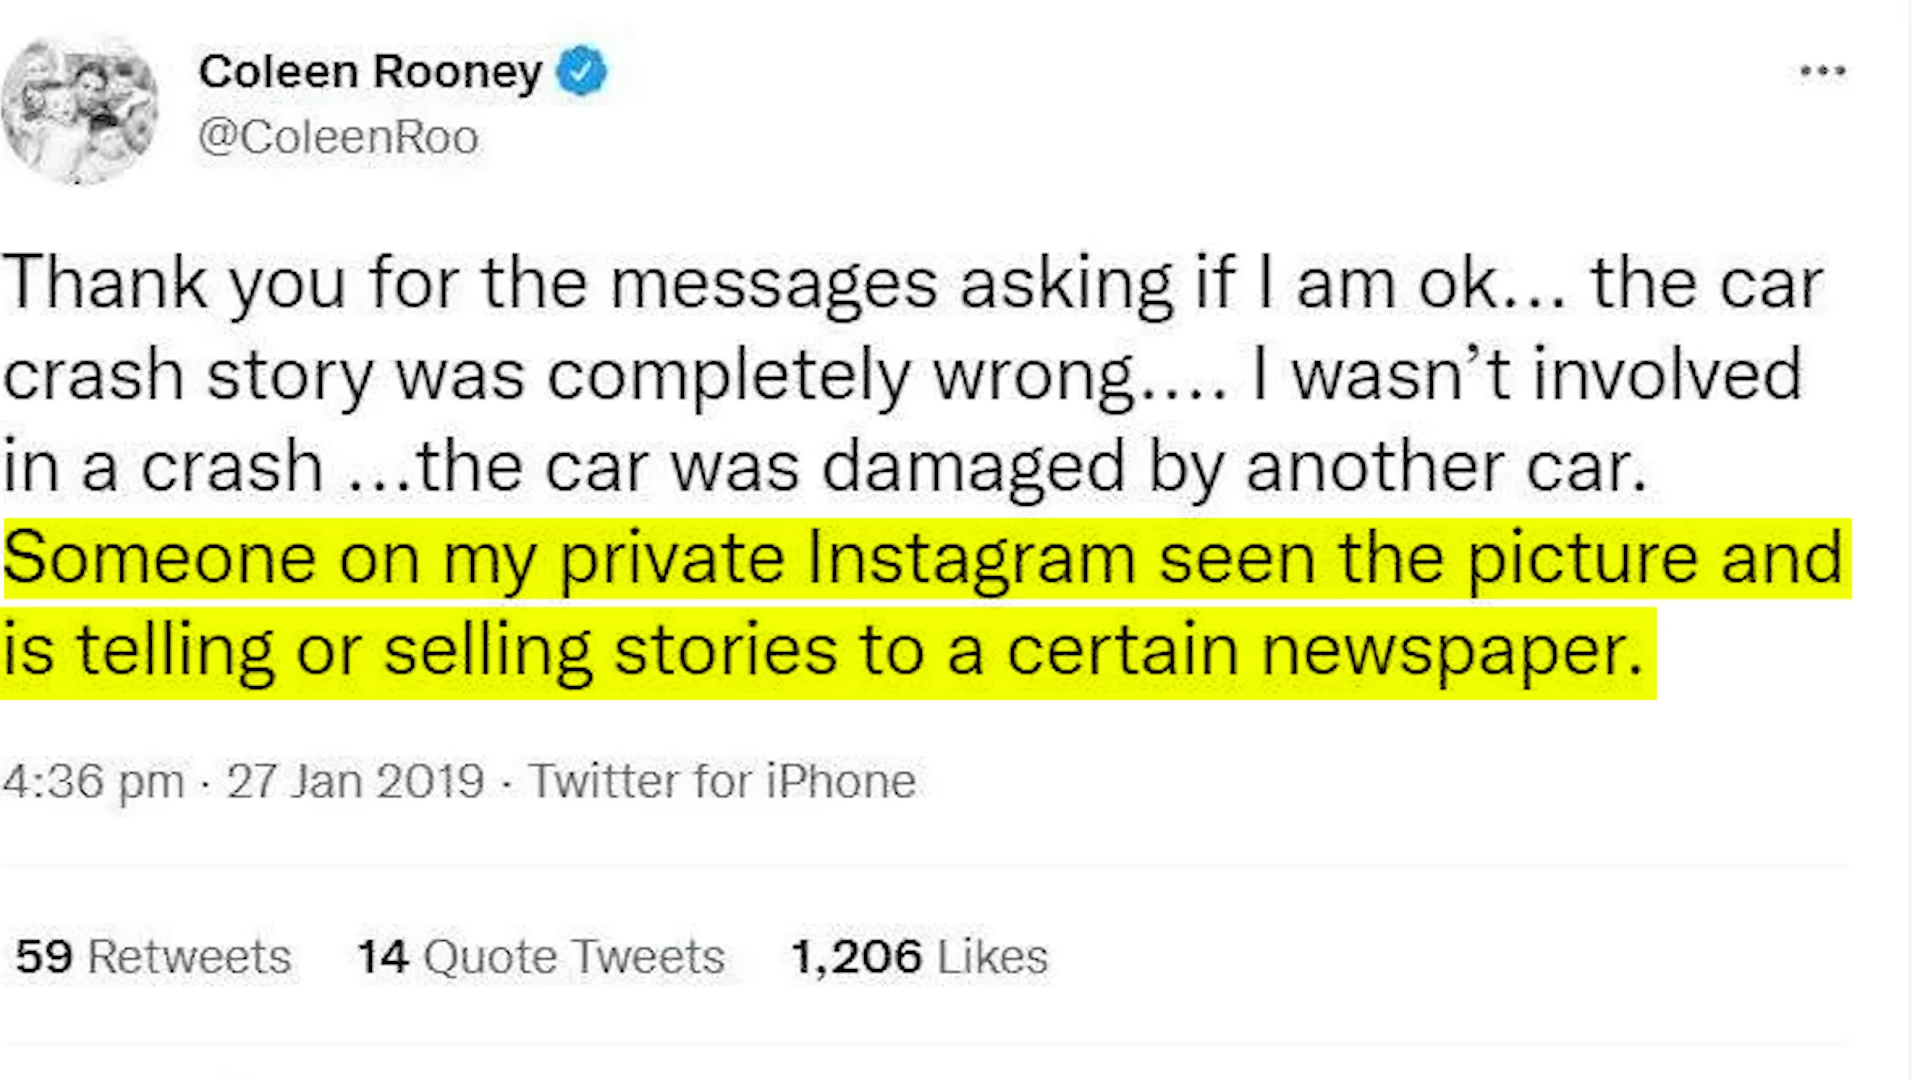 Coleen Rooney
@ColeenRoo
Thank you for the messages asking if I am ok... the car
crash story was completely wrong.... I wasn’t involved
in a crash ...the car was damaged by another car.
Someone on my private Instagram seen the picture and
is telling or selling stories to a certain newspaper.
4:36 pm · 27 Jan 2019 · Twitter for iPhone
59 Retweets 14 Quote Tweets 1,206 Likes